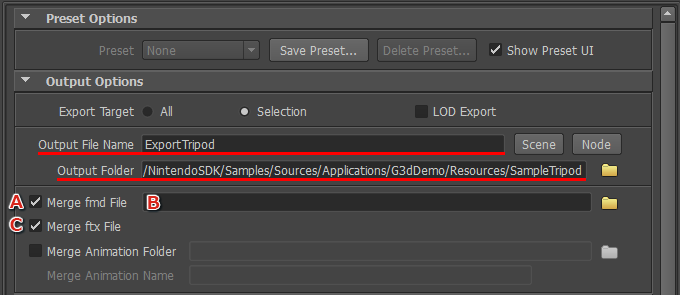 Preset Options
Preset None Save Preset... Delete Preset... Show Preset UI
Output Options
Export Target All Selection LOD Export
Output File Name ExportTripod Scene Node
Output Folder /NintendoSDK/Samples/Sources/Applications/G3dDemo/Resources/SampleTripod
A Merge fmd File B
C Merge ftx File
Merge Animation Folder
Merge Animation Name